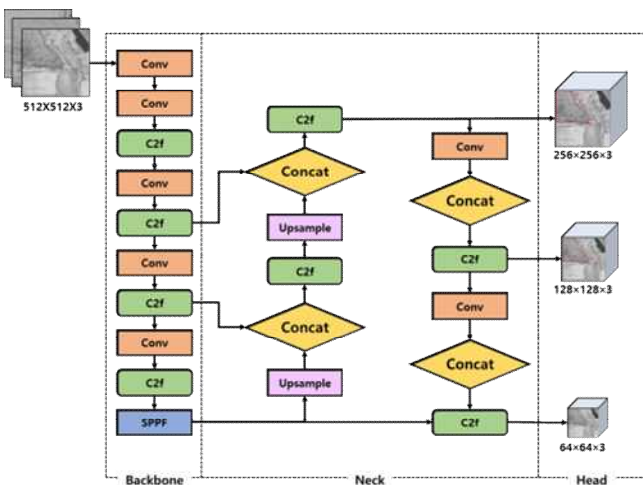 512X512X3
Conv
Conv
C2f
Conv
C2f
Conv
C2f
Conv
C2f
SPPF
Backbone
C2f
Concat
Upsample
C2f
Concat
Upsample
Conv
Concat
C2f
Conv
Concat
C2f
Neck
256×256×3
128×128×3
64×64×3
Head